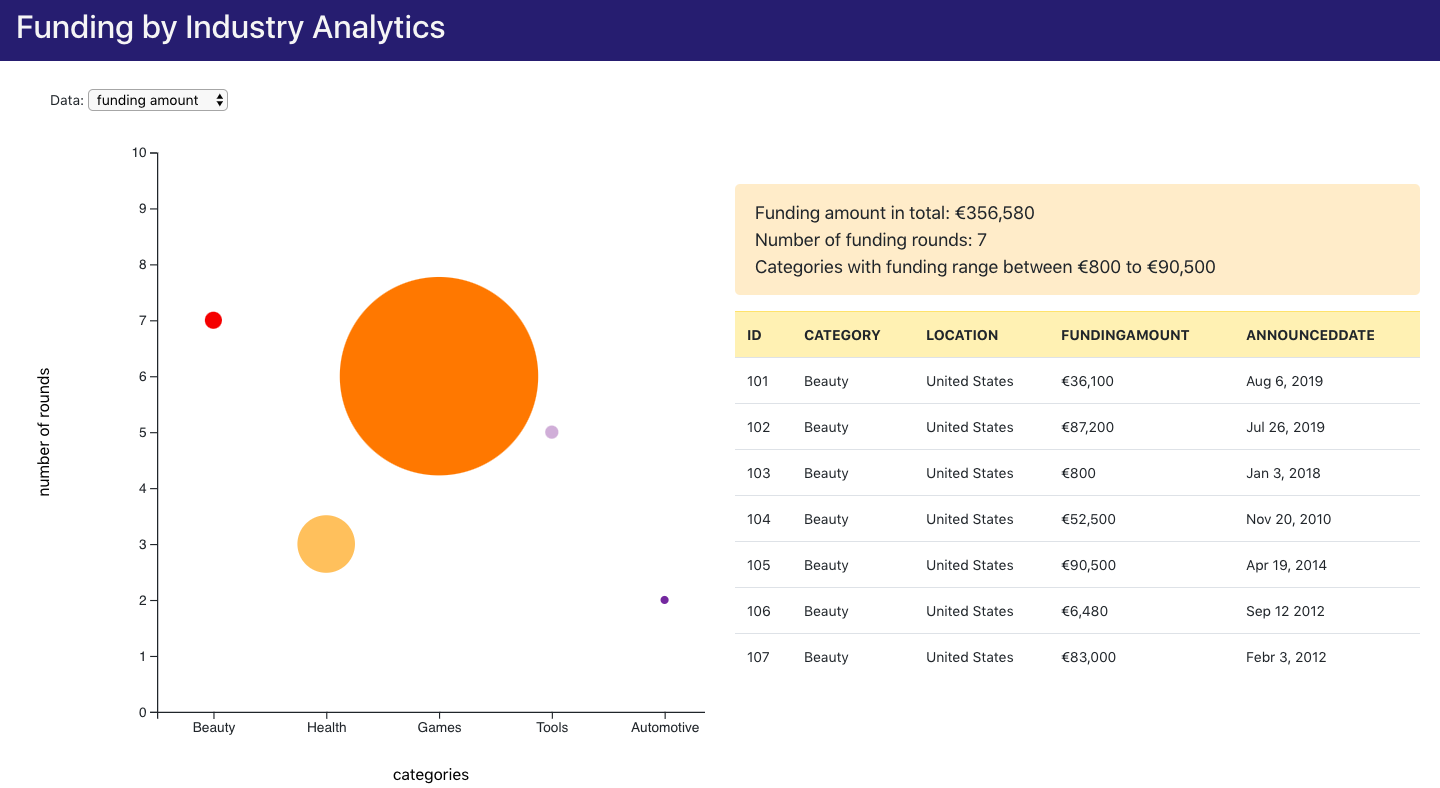 Funding by Industry Analytics
Data: funding amount
10
9
8
7
6
5
4
3
2
1
0
number of rounds
Beauty Health Games Tools Automotive
categories
Funding amount in total: €356,580
Number of funding rounds: 7
Categories with funding range between €800 to €90,500
ID CATEGORY LOCATION FUNDINGAMOUNT ANNOUNCEDDATE
101 Beauty United States €36,100 Aug 6, 2019
102 Beauty United States €87,200 Jul 26, 2019
103 Beauty United States €800 Jan 3, 2018
104 Beauty United States €52,500 Nov 20, 2010
105 Beauty United States €90,500 Apr 19, 2014
106 Beauty United States €6,480 Sep 12 2012
107 Beauty United States €83,000 Febr 3, 2012